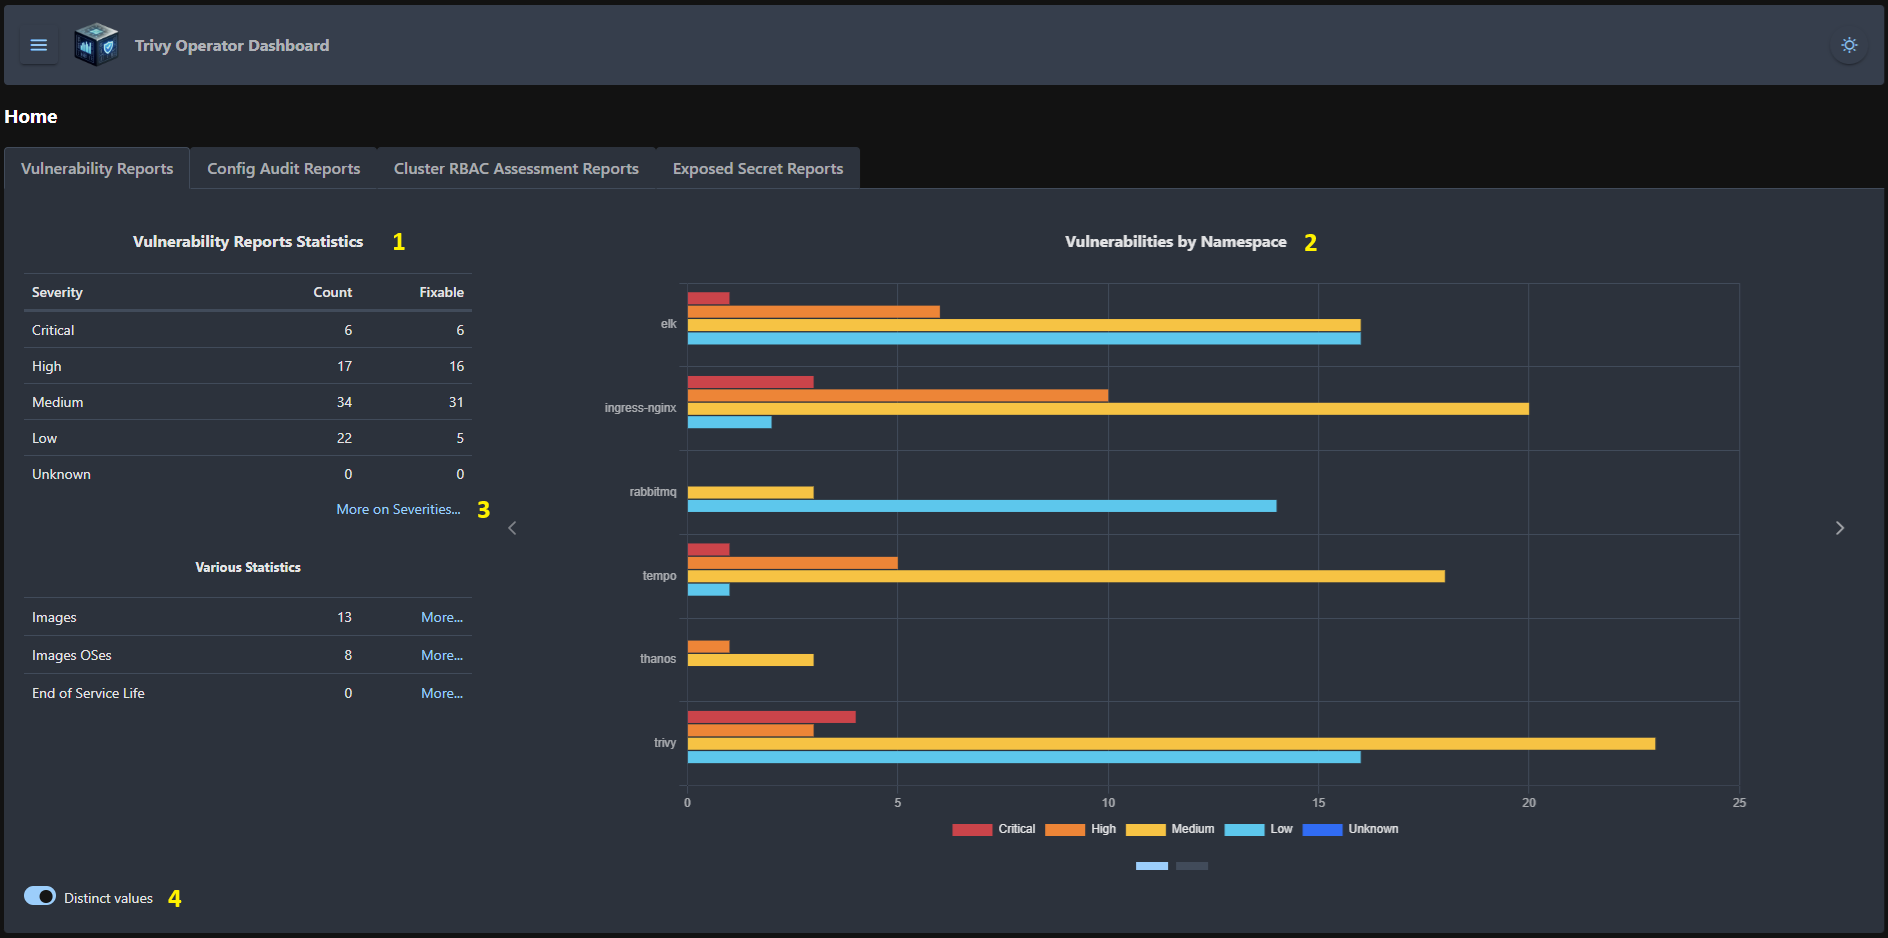 Trivy Operator Dashboard
Home
Vulnerability Reports
Config Audit Reports
Cluster RBAC Assessment Reports
Exposed Secret Reports
Vulnerability Reports Statistics 1
Severity Count Fixable
Critical 6 6
High 17 16
Medium 34 31
Low 22 5
Unknown 0 0
More on Severities... 3
Various Statistics
Images 13 More...
Images OSes 8 More...
End of Service Life 0 More...
Distinct values 4
Vulnerabilities by Namespace 2
elk
ingress-nginx
rabbitmq
tempo
thanos
trivy
0 5 10 15 20 25
Critical High Medium Low Unknown